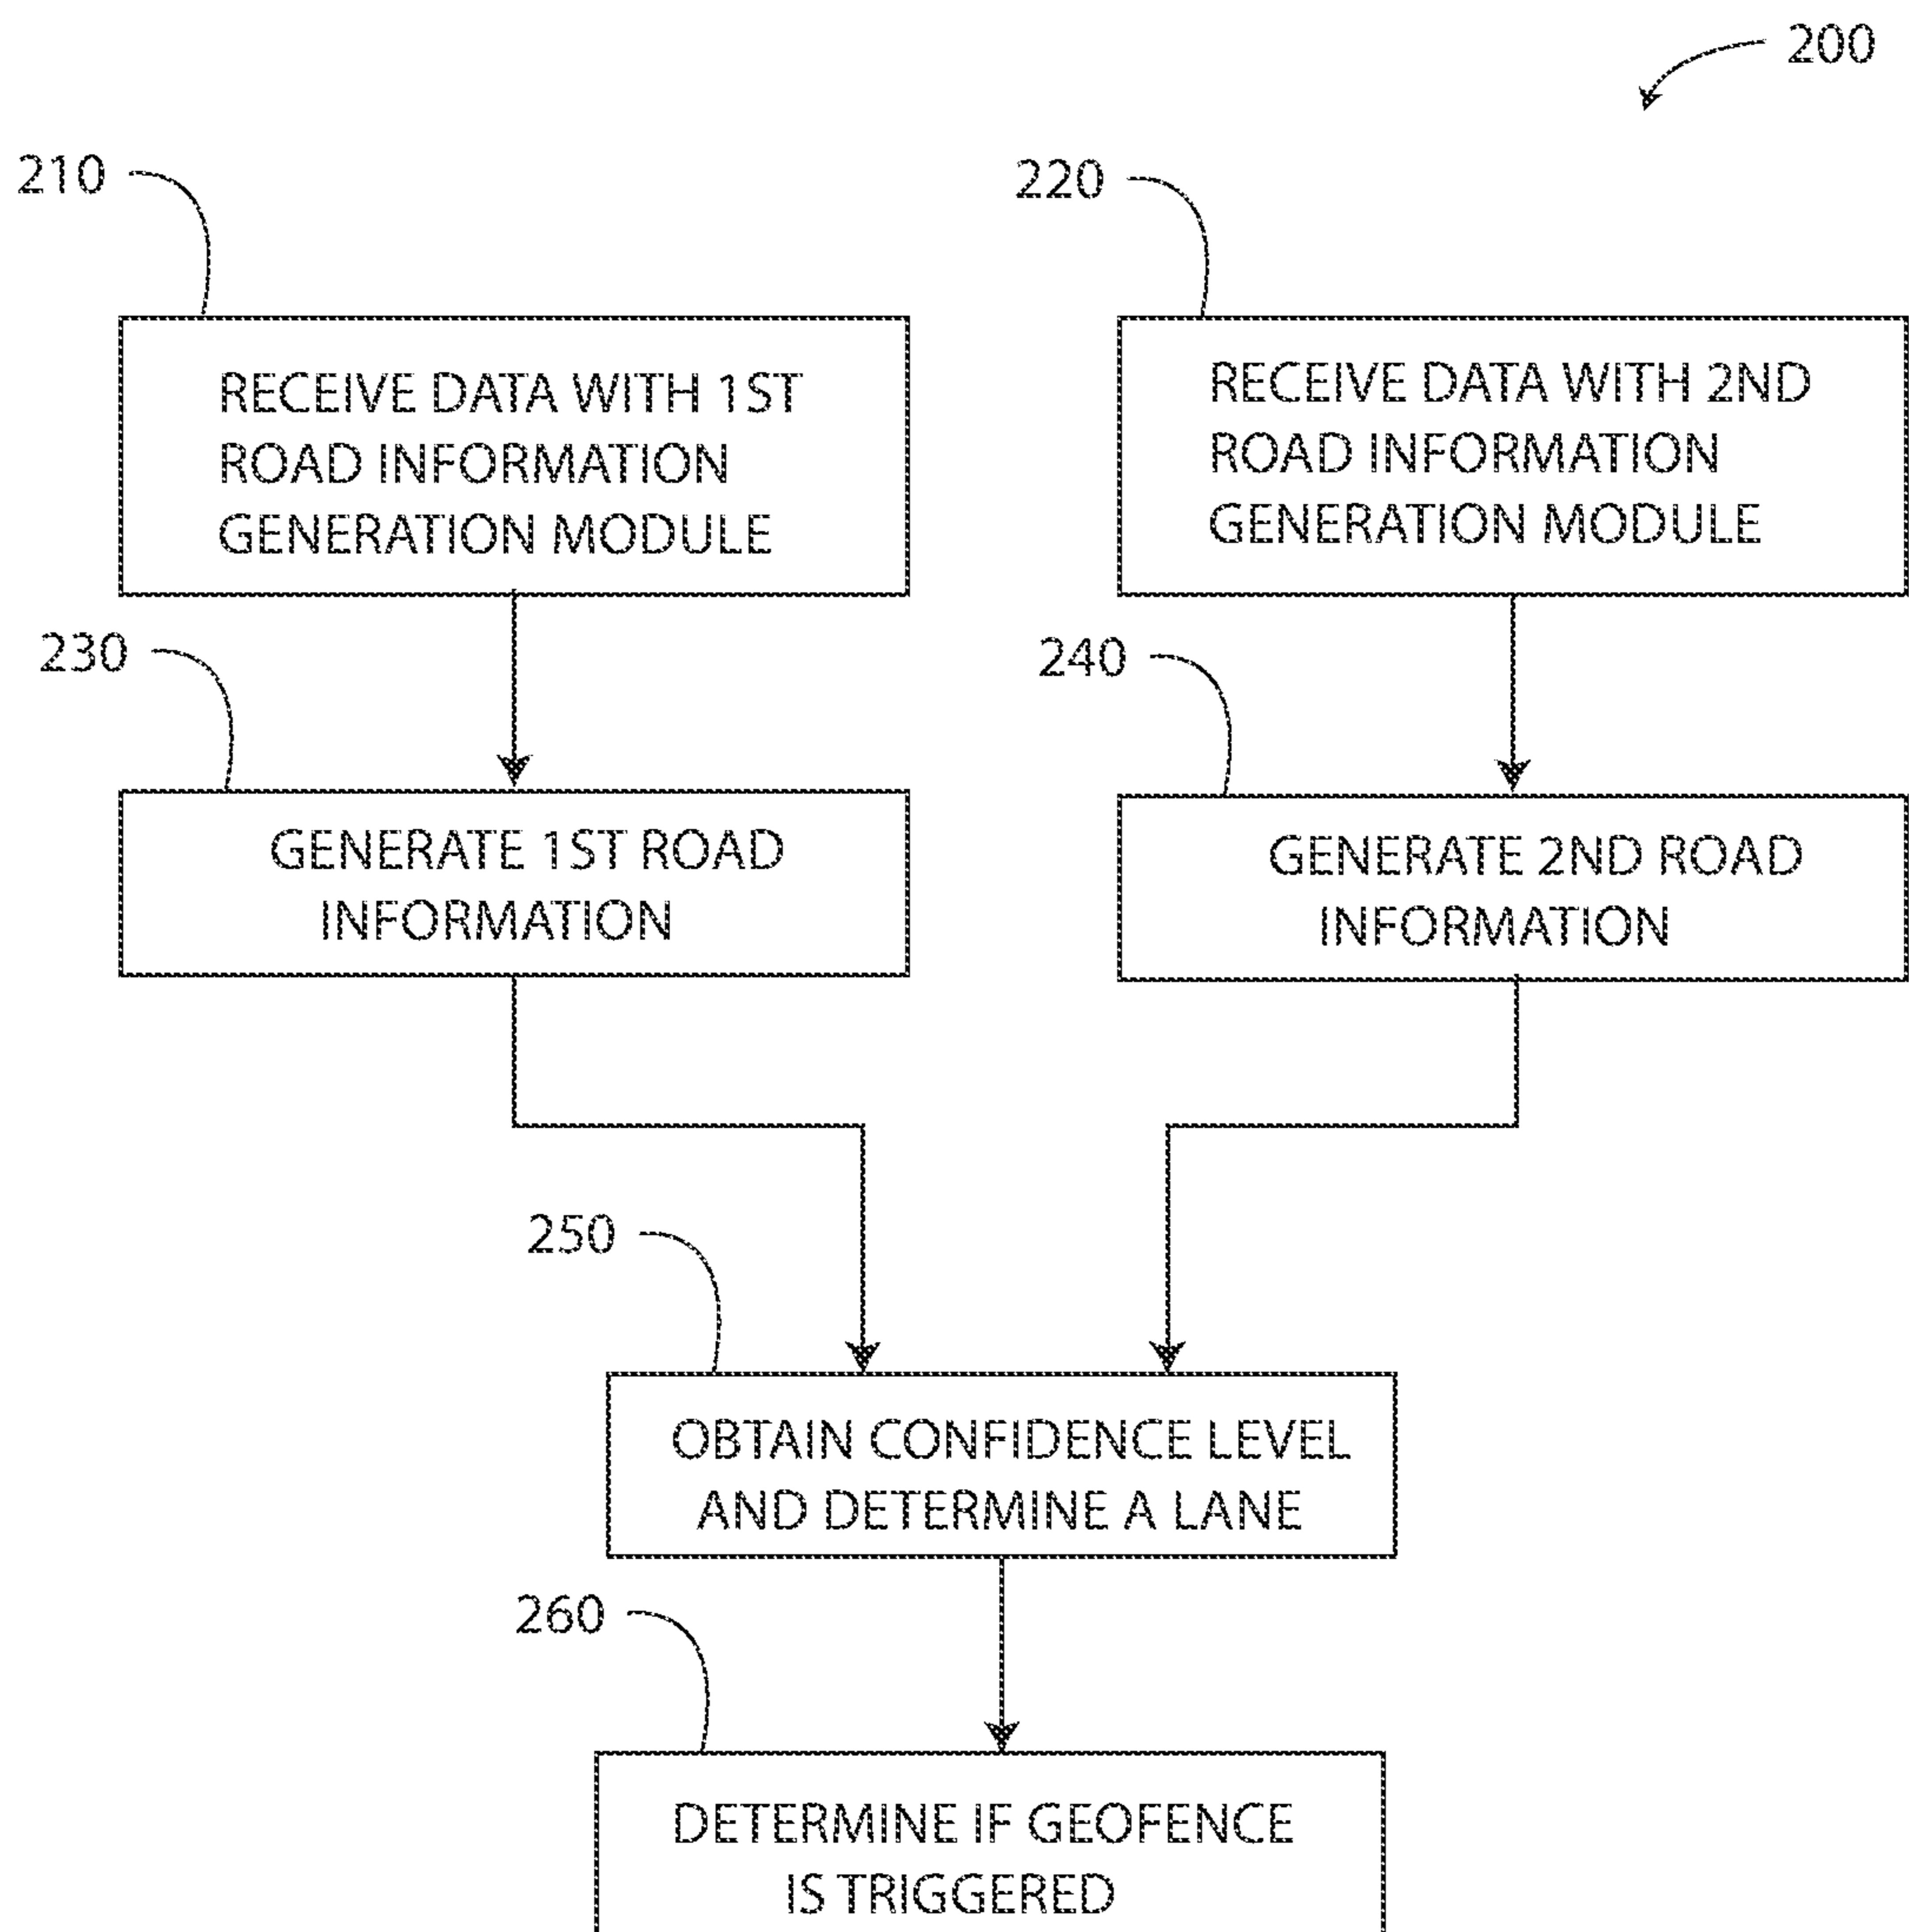 200
210
RECEIVE DATA WITH 1ST
ROAD INFORMATION
GENERATION MODULE
220
RECEIVE DATA WITH 2ND
ROAD INFORMATION
GENERATION MODULE
230
GENERATE 1ST ROAD
INFORMATION
240
GENERATE 2ND ROAD
INFORMATION
250
OBTAIN CONFIDENCE LEVEL
AND DETERMINE A LANE
260
DETERMINE IF GEOFENCE
IS TRIGGERED